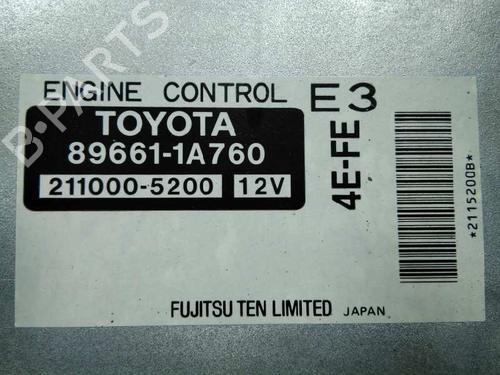 ENGINE CONTROL E3
TOYOTA
89661-1A760
211000-5200 12V
4E-FE
*2115200B*
FUJITSU TEN LIMITED JAPAN
B-PARTS